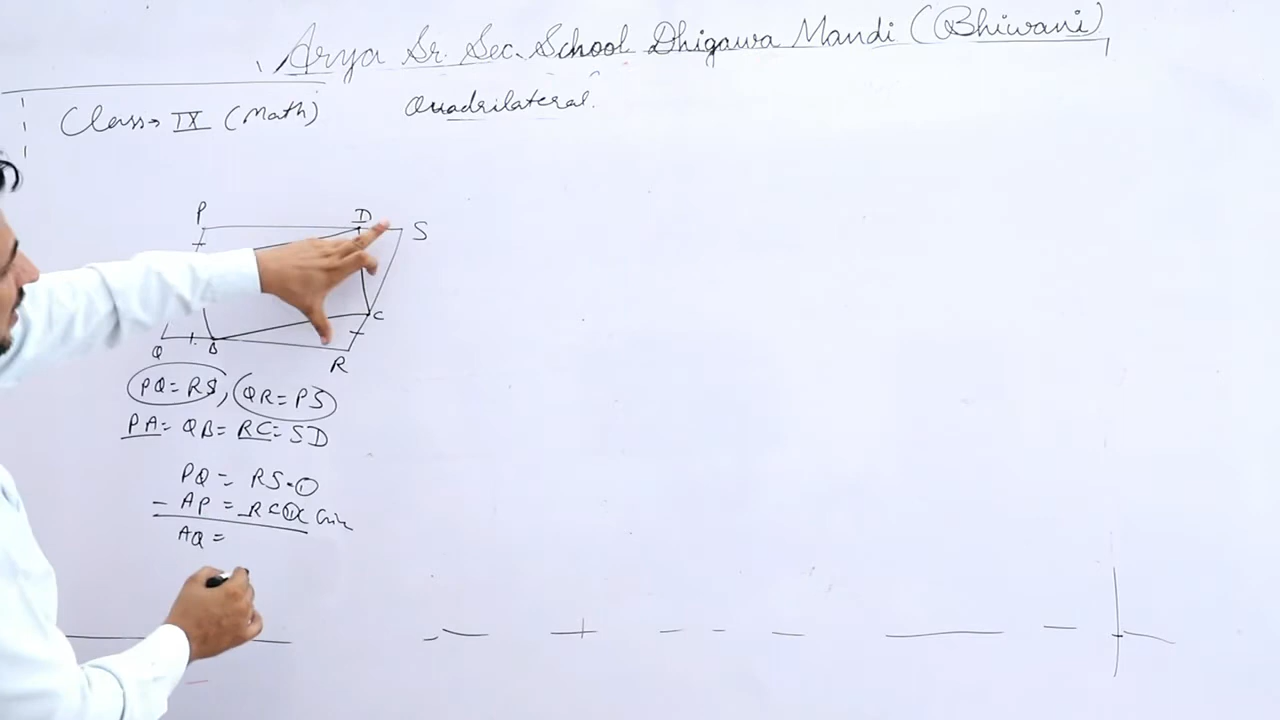 Arya Sr. Sec. School Dhigawa Mandi (Bhiwani)
Class → IX (Math)
Quadrilateral.
P
D
S
C
Q
B
R
PQ = RS, QR = PS
PA = QB = RC = SD
PQ = RS - ①
- AP = RC
AQ =